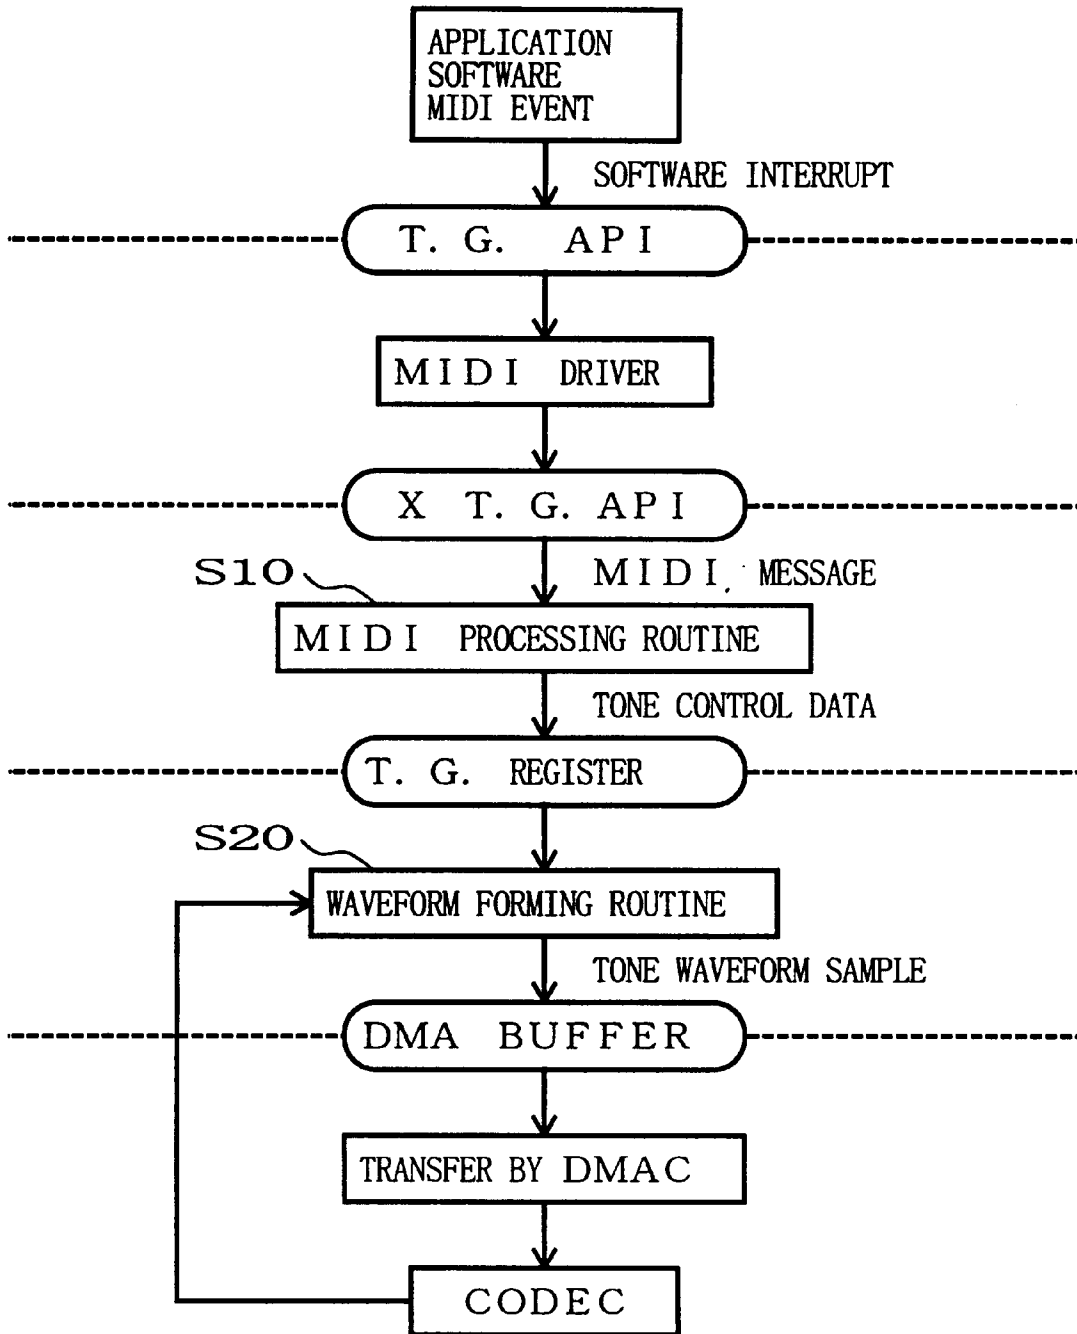 APPLICATION
SOFTWARE
MIDI EVENT
SOFTWARE INTERRUPT
T. G. API
MIDI DRIVER
X T. G. API
S10
MIDI. MESSAGE
MIDI PROCESSING ROUTINE
TONE CONTROL DATA
T. G. REGISTER
S20
WAVEFORM FORMING ROUTINE
TONE WAVEFORM SAMPLE
DMA BUFFER
TRANSFER BY DMAC
CODEC